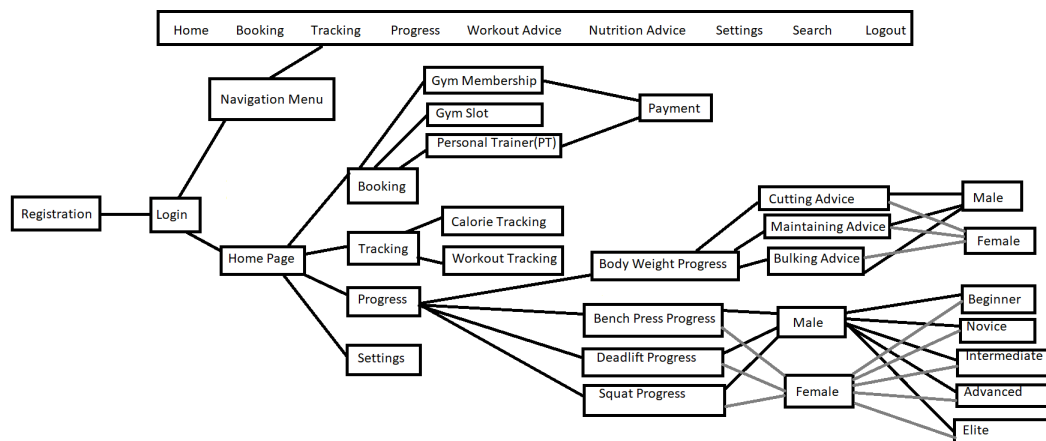 Home Booking Tracking Progress Workout Advice Nutrition Advice Settings Search Logout
Navigation Menu
Gym Membership
Gym Slot
Personal Trainer(PT)
Payment
Booking
Registration
Login
Home Page
Tracking
Calorie Tracking
Workout Tracking
Progress
Settings
Body Weight Progress
Cutting Advice
Maintaining Advice
Bulking Advice
Male
Female
Bench Press Progress
Deadlift Progress
Squat Progress
Male
Female
Beginner
Novice
Intermediate
Advanced
Elite